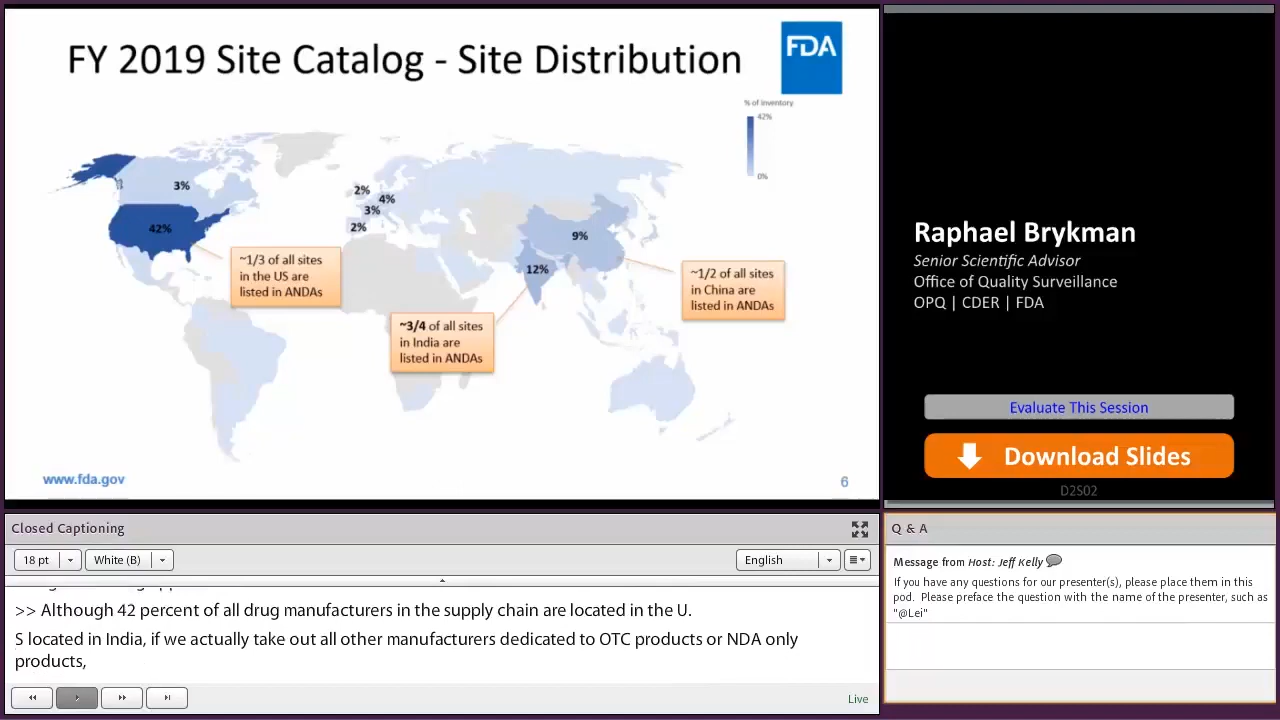 FY 2019 Site Catalog - Site Distribution
FDA
% of inventory
42%
0%
3%
42%
2%
4%
3%
2%
9%
12%
~1/3 of all sites
in the US are
listed in ANDAs
~3/4 of all sites
in India are
listed in ANDAs
~1/2 of all sites
in China are
listed in ANDAs
www.fda.gov
6
Raphael Brykman
Senior Scientific Advisor
Office of Quality Surveillance
OPQ | CDER | FDA
Evaluate This Session
Download Slides
D2S02
Closed Captioning
18 pt
White (B)
English
>> Although 42 percent of all drug manufacturers in the supply chain are located in the U.
S located in India, if we actually take out all other manufacturers dedicated to OTC products or NDA only
products,
Live
Q & A
Message from Host: Jeff Kelly
If you have any questions for our presenter(s), please place them in this
pod. Please preface the question with the name of the presenter, such as
"@Lei"